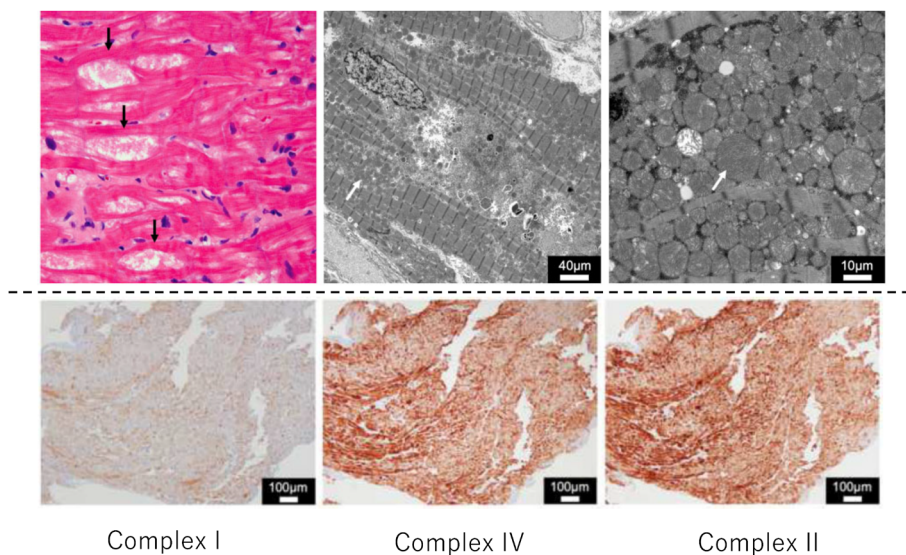 40μm
10μm
100μm
100μm
100μm
Complex I
Complex IV
Complex II